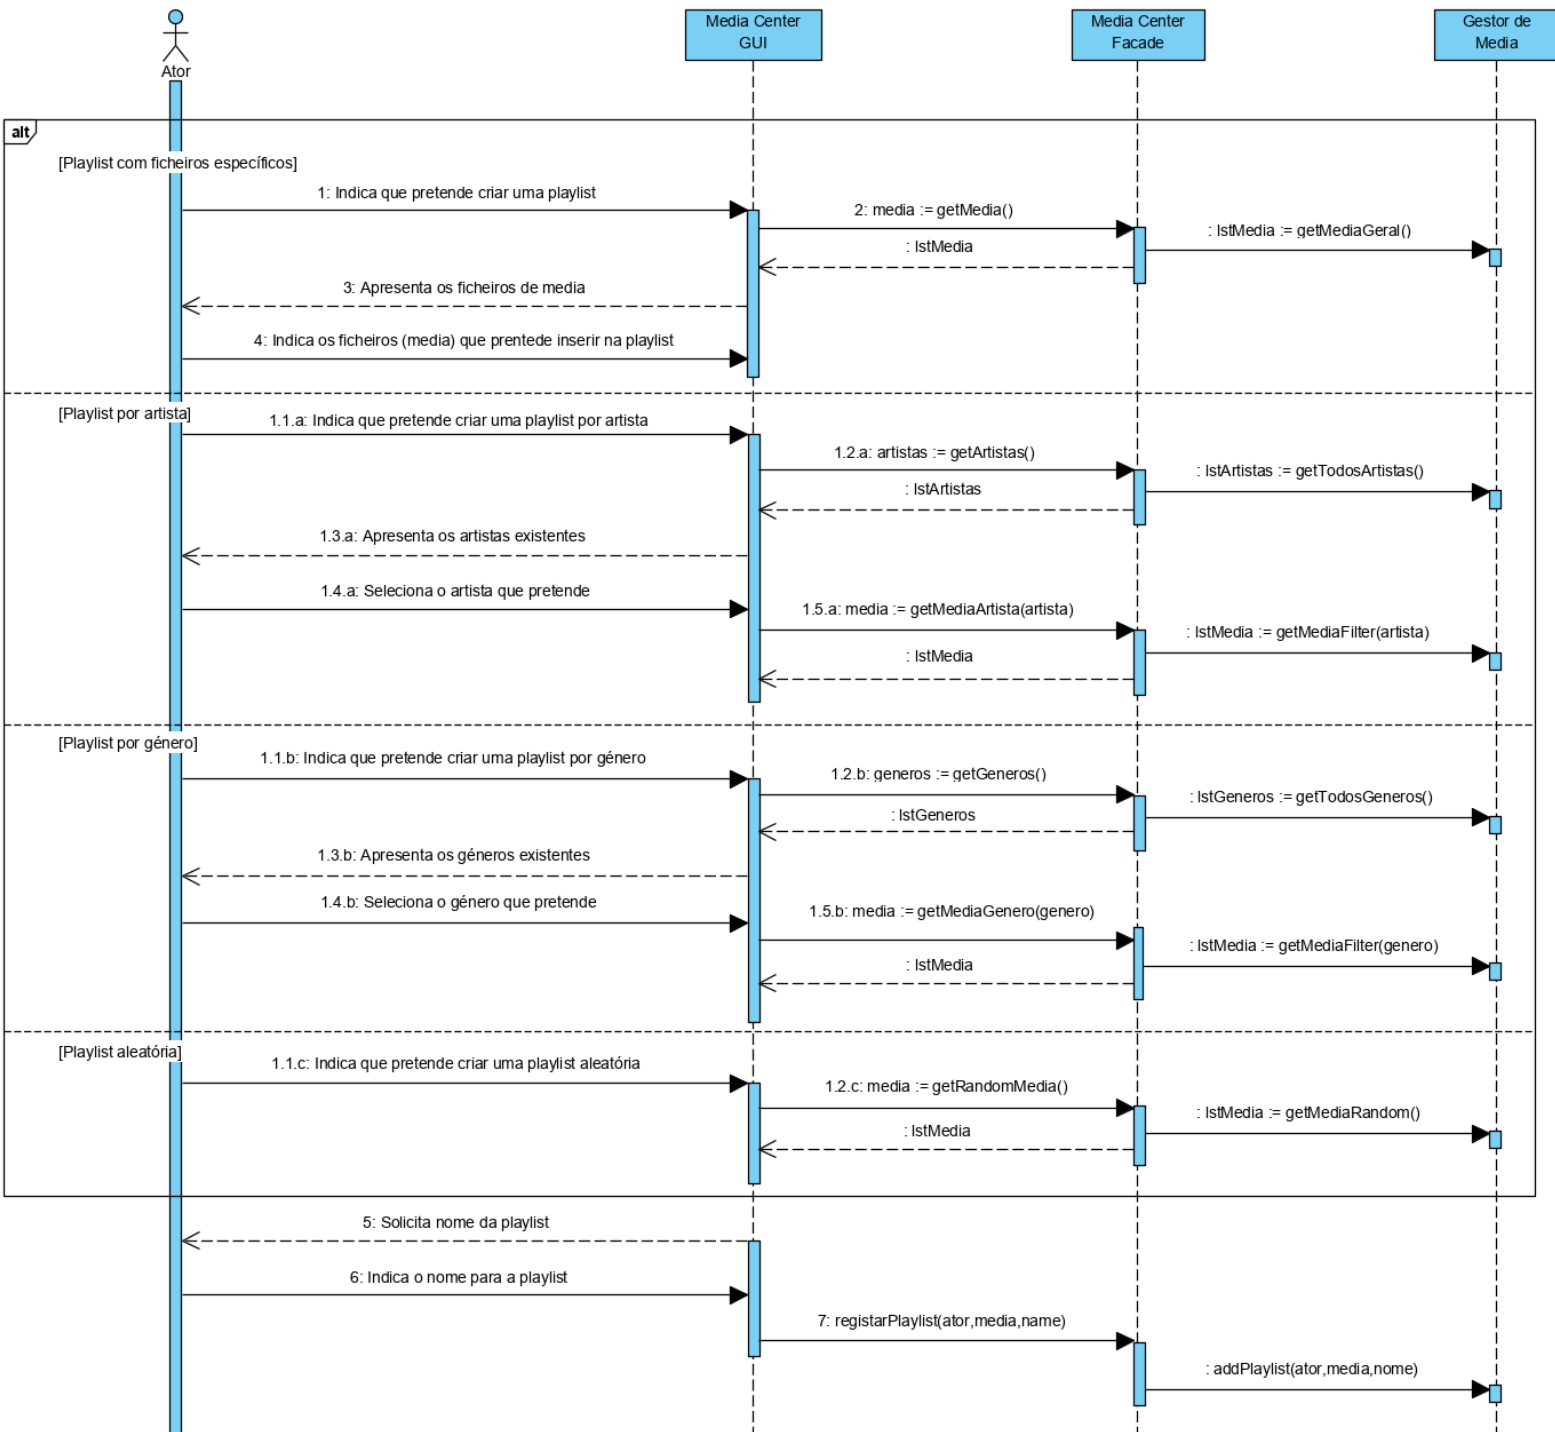 Ator
Media Center
GUI
Media Center
Facade
Gestor de
Media
alt
[Playlist com ficheiros específicos]
1: Indica que pretende criar uma playlist
2: media := getMedia()
: lstMedia := getMediaGeral()
: lstMedia
3: Apresenta os ficheiros de media
4: Indica os ficheiros (media) que prentede inserir na playlist
[Playlist por artista]
1.1.a: Indica que pretende criar uma playlist por artista
1.2.a: artistas := getArtistas()
: lstArtistas := getTodosArtistas()
: lstArtistas
1.3.a: Apresenta os artistas existentes
1.4.a: Seleciona o artista que pretende
1.5.a: media := getMediaArtista(artista)
: lstMedia := getMediaFilter(artista)
: lstMedia
[Playlist por género]
1.1.b: Indica que pretende criar uma playlist por género
1.2.b: generos := getGeneros()
: lstGeneros := getTodosGeneros()
: lstGeneros
1.3.b: Apresenta os géneros existentes
1.4.b: Seleciona o género que pretende
1.5.b: media := getMediaGenero(genero)
: lstMedia := getMediaFilter(genero)
: lstMedia
[Playlist aleatória]
1.1.c: Indica que pretende criar uma playlist aleatória
1.2.c: media := getRandomMedia()
: lstMedia := getMediaRandom()
: lstMedia
5: Solicita nome da playlist
6: Indica o nome para a playlist
7: registarPlaylist(ator,media,name)
: addPlaylist(ator,media,nome)